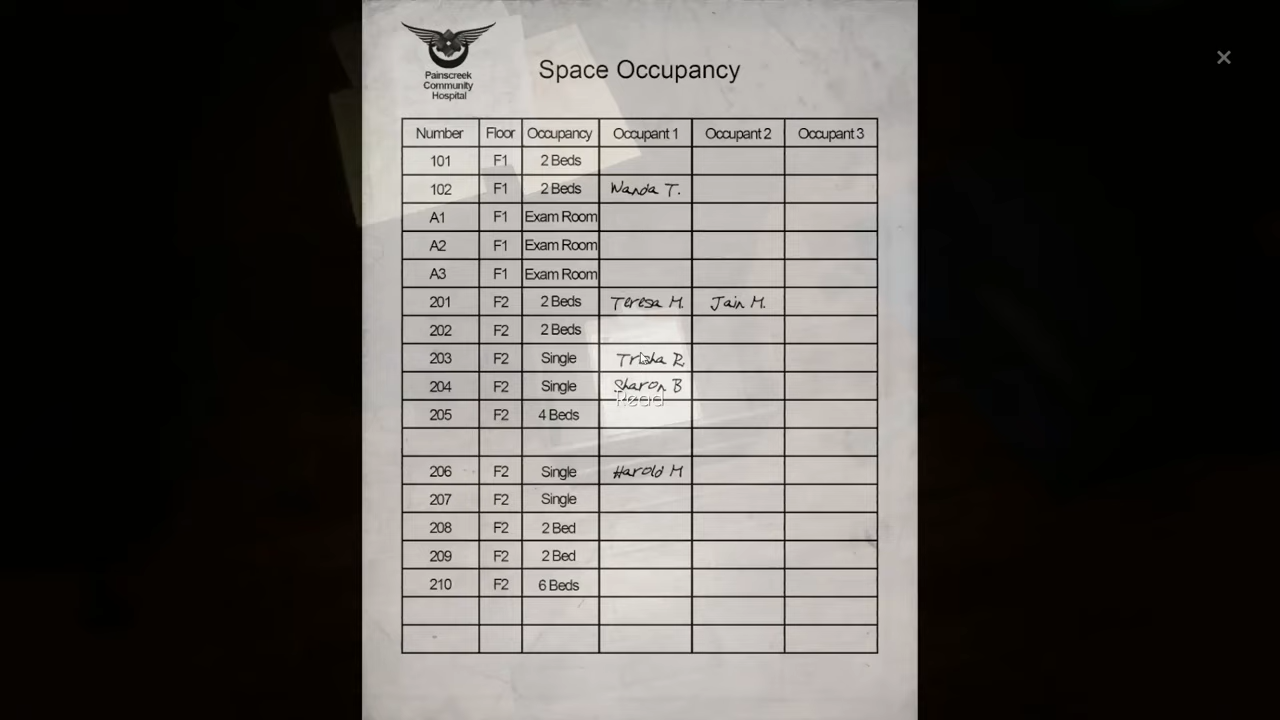 Painscreek
Community
Hospital
Space Occupancy
Number Floor Occupancy Occupant 1 Occupant 2 Occupant 3
101 F1 2 Beds
102 F1 2 Beds Wanda T.
A1 F1 Exam Room
A2 F1 Exam Room
A3 F1 Exam Room
201 F2 2 Beds Teresa M. Jain M.
202 F2 2 Beds
203 F2 Single Trisha R
204 F2 Single Sharon B
Read
205 F2 4 Beds
206 F2 Single Harold M
207 F2 Single
208 F2 2 Bed
209 F2 2 Bed
210 F2 6 Beds